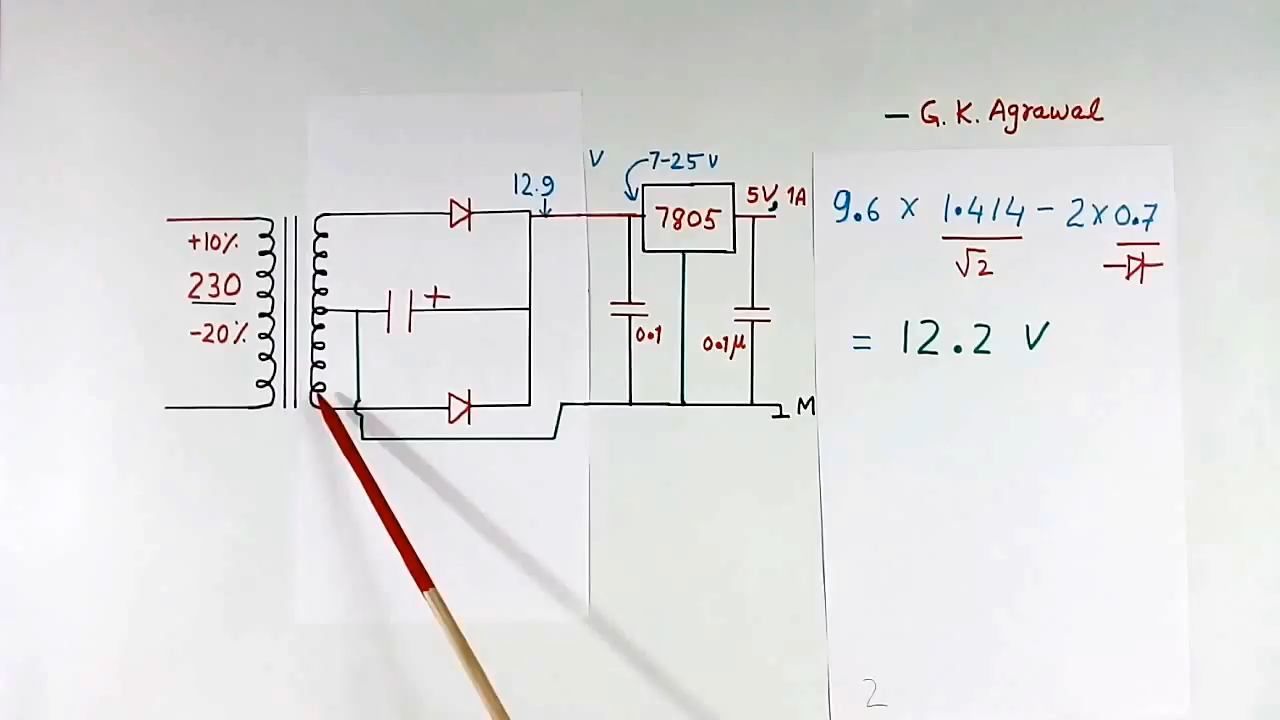 – G. K. Agrawal
V
7-25 V
12.9
7805
5V, 1A
+10%
230
-20%
+
0.1
0.1µ
M
9.6 × 1.414 - 2 × 0.7
√2
= 12.2 V
2